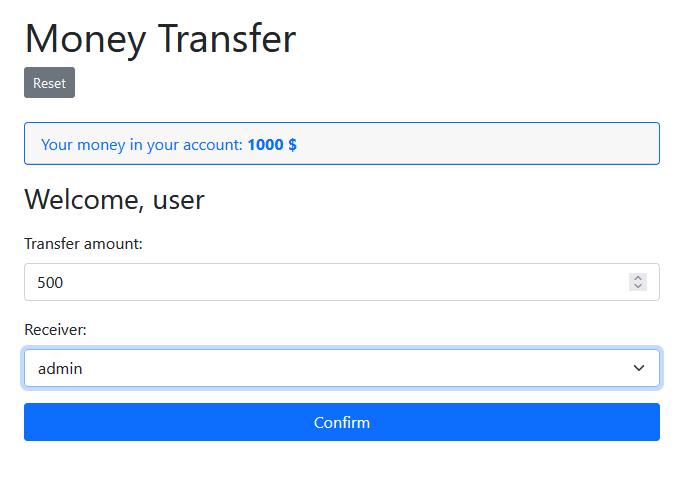 Money Transfer
Reset
Your money in your account: 1000 $
Welcome, user
Transfer amount:
500
Receiver:
admin
Confirm